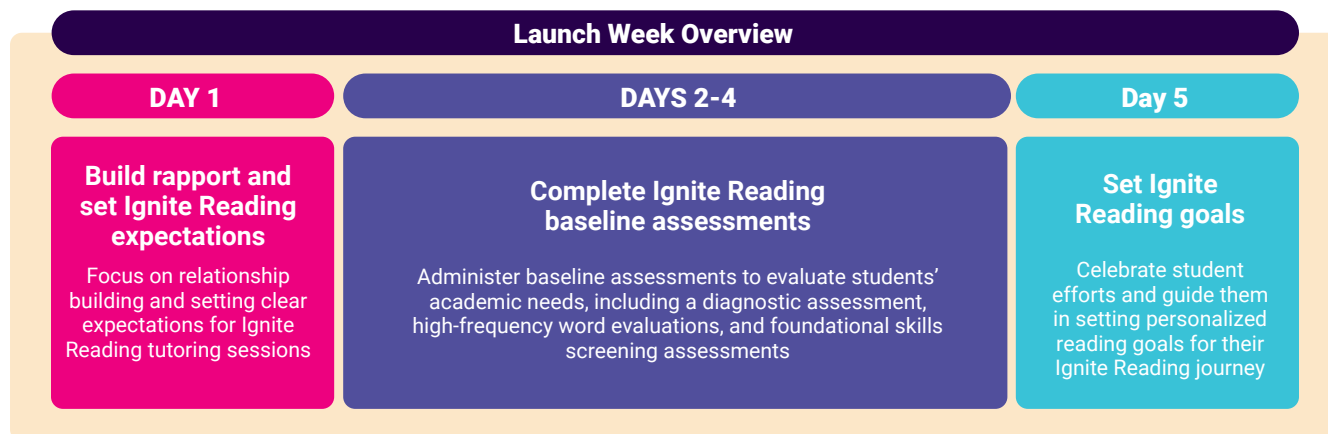 Launch Week Overview
DAY 1
DAYS 2-4
Day 5
Build rapport and
set Ignite Reading
expectations
Focus on relationship
building and setting clear
expectations for Ignite
Reading tutoring sessions
Complete Ignite Reading
baseline assessments
Administer baseline assessments to evaluate students’
academic needs, including a diagnostic assessment,
high-frequency word evaluations, and foundational skills
screening assessments
Set Ignite
Reading goals
Celebrate student
efforts and guide them
in setting personalized
reading goals for their
Ignite Reading journey